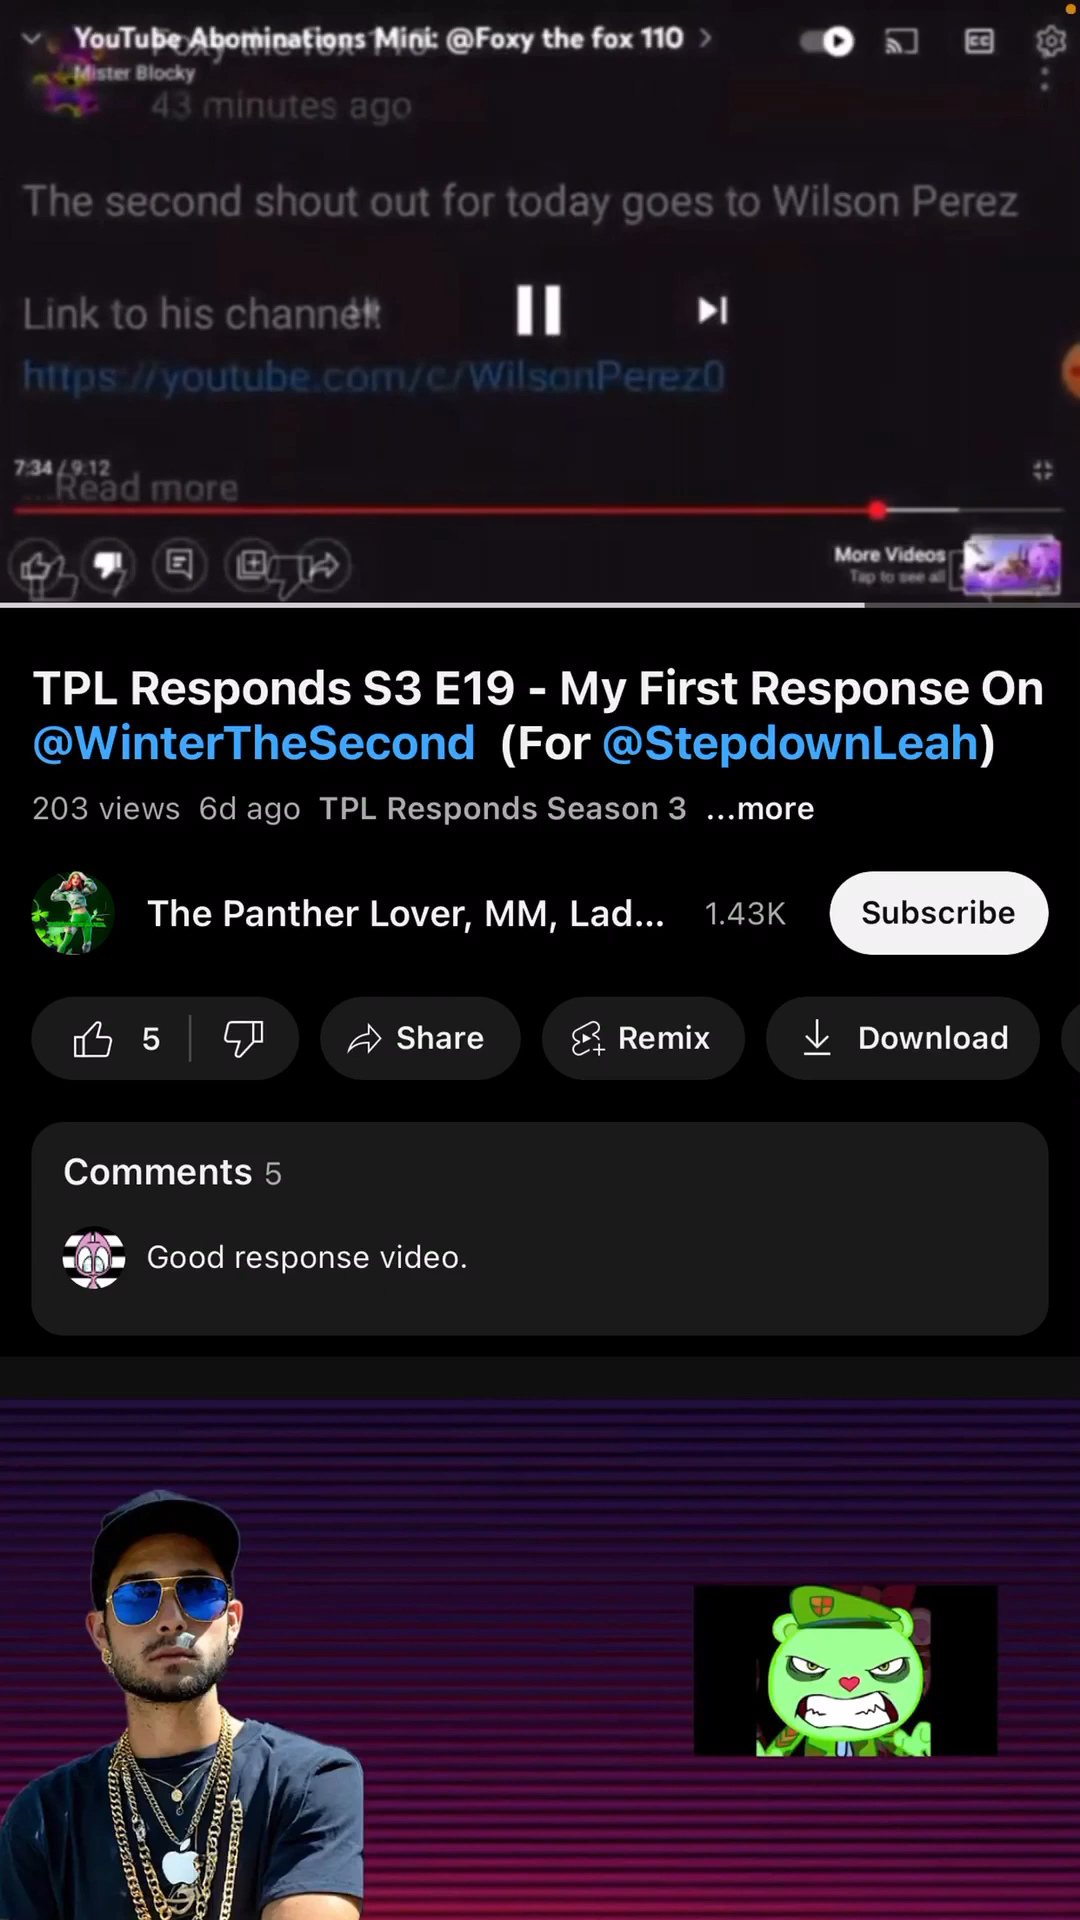 YouTube Abominations Mini: @Foxy the fox 110
Mister Blocky
43 minutes ago
The second shout out for today goes to Wilson Perez
Link to his channel:
https://youtube.com/c/WilsonPerez0
7:34 / 9:12
...Read more
More Videos
Tap to see all
TPL Responds S3 E19 - My First Response On
@WinterTheSecond (For @StepdownLeah)
203 views 6d ago TPL Responds Season 3 ...more
The Panther Lover, MM, Lad... 1.43K Subscribe
5 Share Remix Download
Comments 5
Good response video.